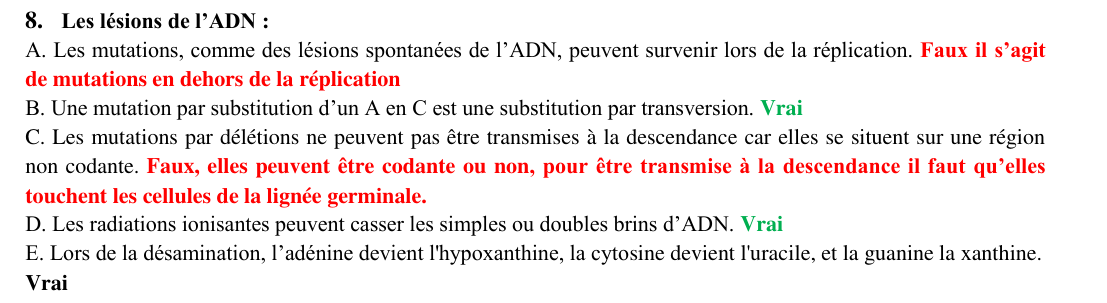 8. Les lésions de l’ADN :
A. Les mutations, comme des lésions spontanées de l’ADN, peuvent survenir lors de la réplication. Faux il s’agit
de mutations en dehors de la réplication
B. Une mutation par substitution d’un A en C est une substitution par transversion. Vrai
C. Les mutations par délétions ne peuvent pas être transmises à la descendance car elles se situent sur une région
non codante. Faux, elles peuvent être codante ou non, pour être transmise à la descendance il faut qu’elles
touchent les cellules de la lignée germinale.
D. Les radiations ionisantes peuvent casser les simples ou doubles brins d’ADN. Vrai
E. Lors de la désamination, l’adénine devient l'hypoxanthine, la cytosine devient l'uracile, et la guanine la xanthine.
Vrai